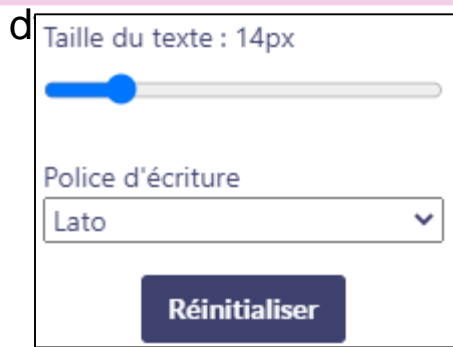 d
Taille du texte : 14px
Police d'écriture
Lato
Réinitialiser